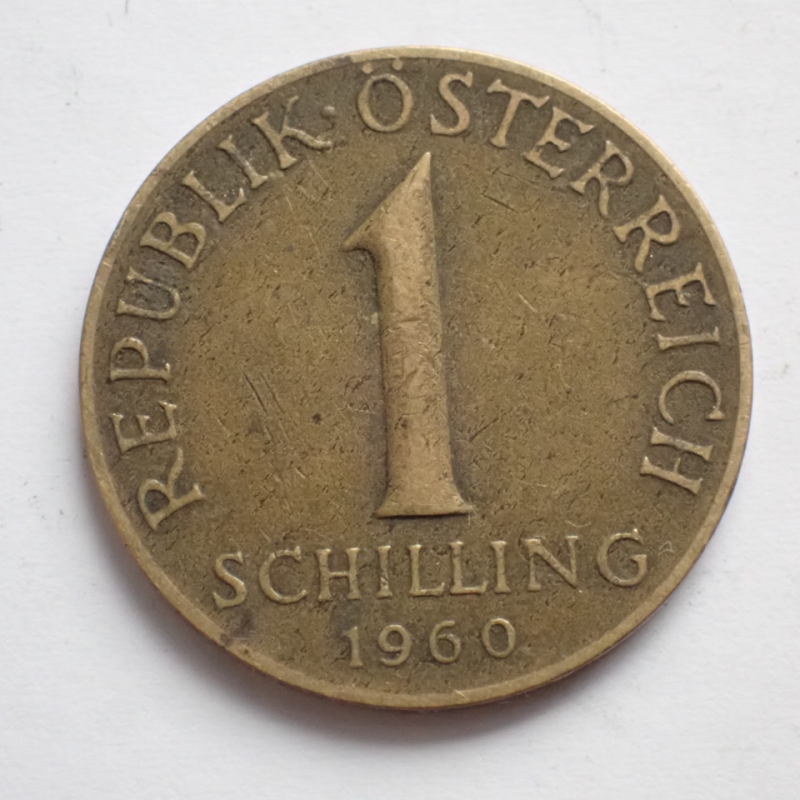 REPUBLIK · ÖSTERREICH
1
SCHILLING
1960